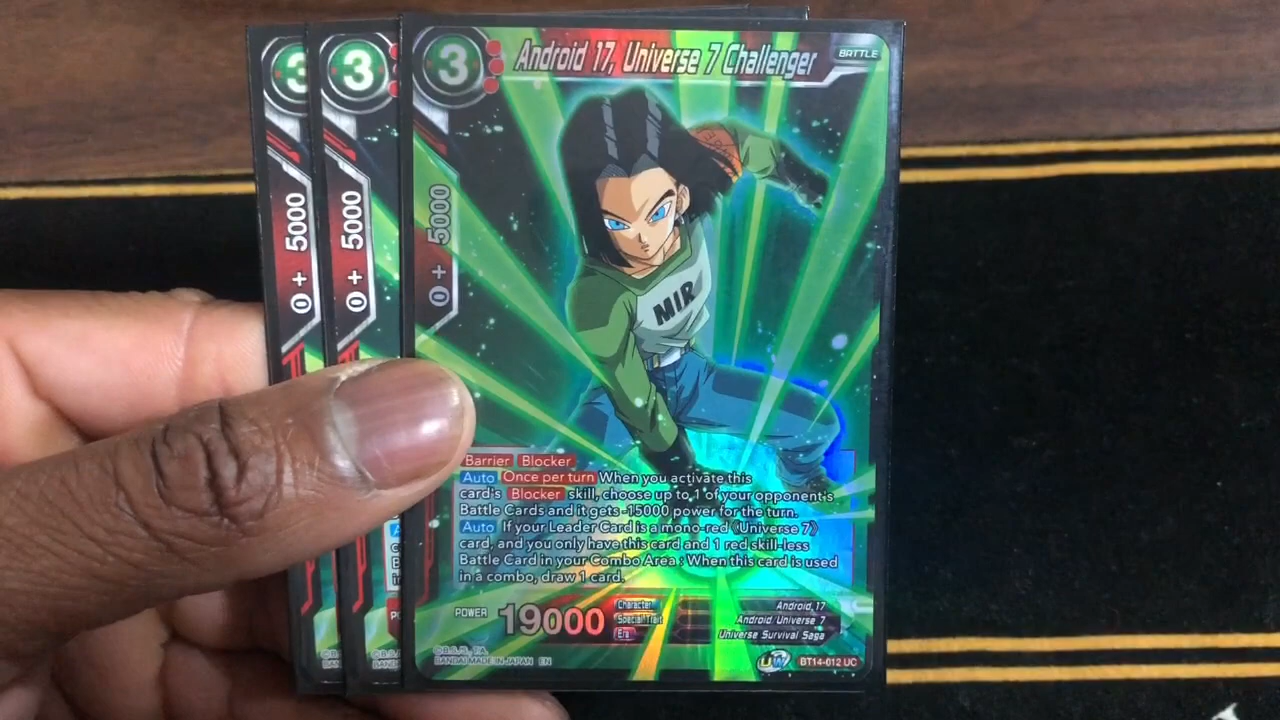 3
3
3
Android 17, Universe 7 Challenger
BATTLE
0 + 5000
0 + 5000
0 + 5000
MIR
Barrier Blocker
Auto Once per turn When you activate this
card's Blocker skill, choose up to 1 of your opponent's
Battle Cards and it gets -15000 power for the turn.
Auto If your Leader Card is a mono-red 《Universe 7》
card, and you only have this card and 1 red skill-less
Battle Card in your Combo Area : When this card is used
in a combo, draw 1 card.
POWER 19000
Character Android 17
Special Trait Android/Universe 7
Era Universe Survival Saga
©B.S./S., T.A.
BANDAI MADE IN JAPAN EN
UW BT14-012 UC